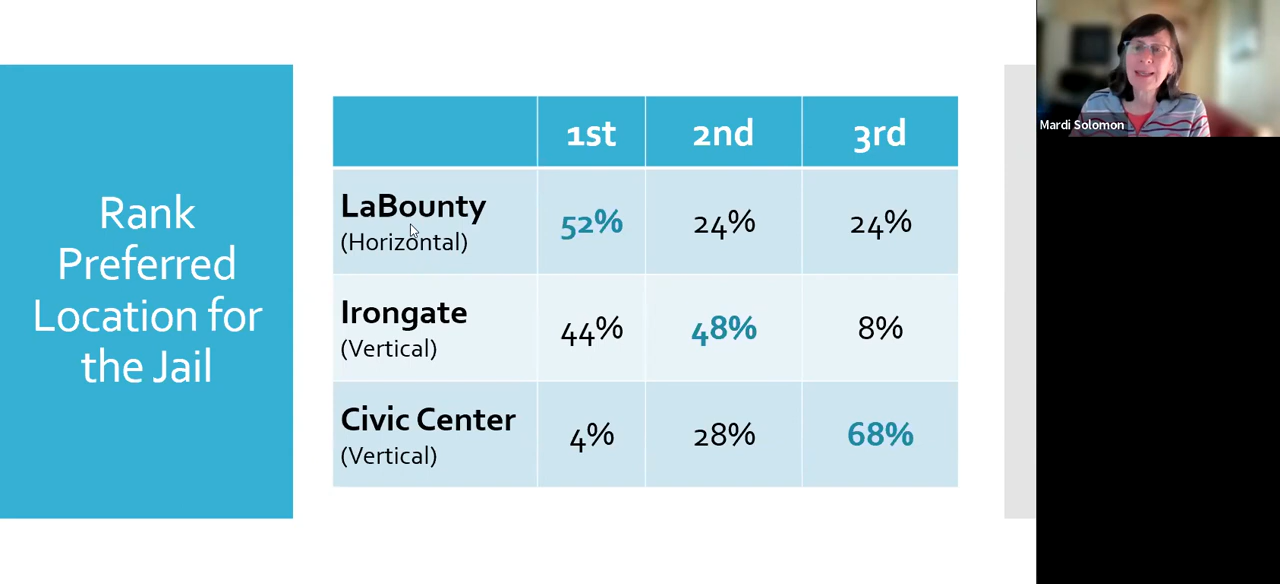 Rank
Preferred
Location for
the Jail
1st 2nd 3rd
LaBounty
(Horizontal)
52% 24% 24%
Irongate
(Vertical)
44% 48% 8%
Civic Center
(Vertical)
4% 28% 68%
Mardi Solomon